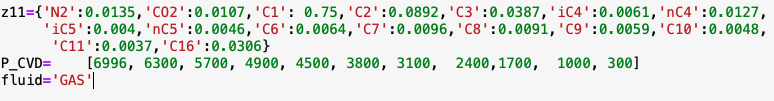 z11={'N2':0.0135,'CO2':0.0107,'C1': 0.75,'C2':0.0892,'C3':0.0387,'iC4':0.0061,'nC4':0.0127,
'iC5':0.004,'nC5':0.0046,'C6':0.0064,'C7':0.0096,'C8':0.0091,'C9':0.0059,'C10':0.0048,
'C11':0.0037,'C16':0.0306}
P_CVD= [6996, 6300, 5700, 4900, 4500, 3800, 3100, 2400,1700, 1000, 300]
fluid='GAS'